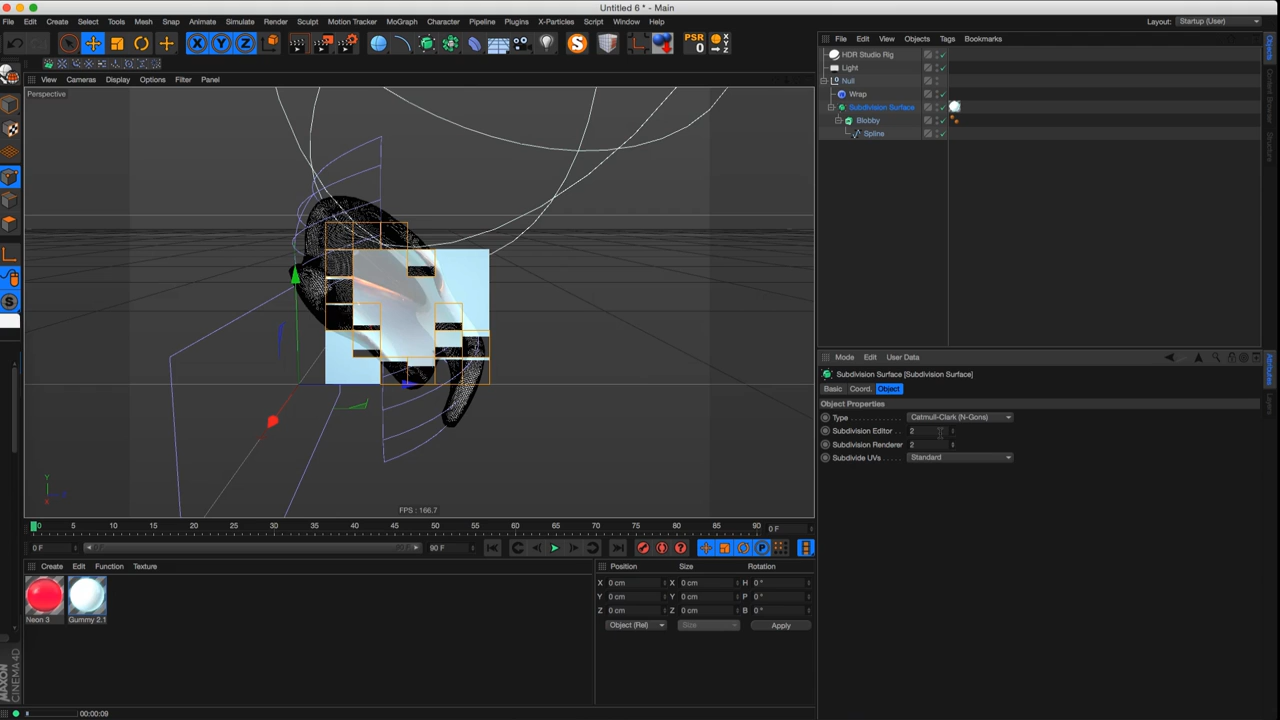 Untitled 6 * - Main
File Edit Create Select Tools Mesh Snap Animate Simulate Render Sculpt Motion Tracker MoGraph Character Pipeline Plugins X-Particles Script Window Help
Layout: Startup (User)
X Y Z S PSR 0
File Edit View Objects Tags Bookmarks
View Cameras Display Options Filter Panel
HDR Studio Rig
Light
Null
Wrap
Subdivision Surface
Blobby
Spline
Perspective
Objects
Content Browser
Structure
Mode Edit User Data
Subdivision Surface [Subdivision Surface]
Basic Coord. Object
Object Properties
Type Catmull-Clark (N-Gons)
Subdivision Editor 2
Subdivision Renderer 2
Subdivide UVs Standard
Attributes
Layers
Y
X
FPS : 166.7
0 5 10 15 20 25 30 35 40 45 50 55 60 65 70 75 80 85 90 0 F
0 F 90 F
Create Edit Function Texture
Position Size Rotation
X 0 cm X 0 cm H 0 °
Y 0 cm Y 0 cm P 0 °
Z 0 cm Z 0 cm B 0 °
Object (Rel) Size Apply
Neon 3 Gummy 2.1
MAXON CINEMA 4D
00:00:09